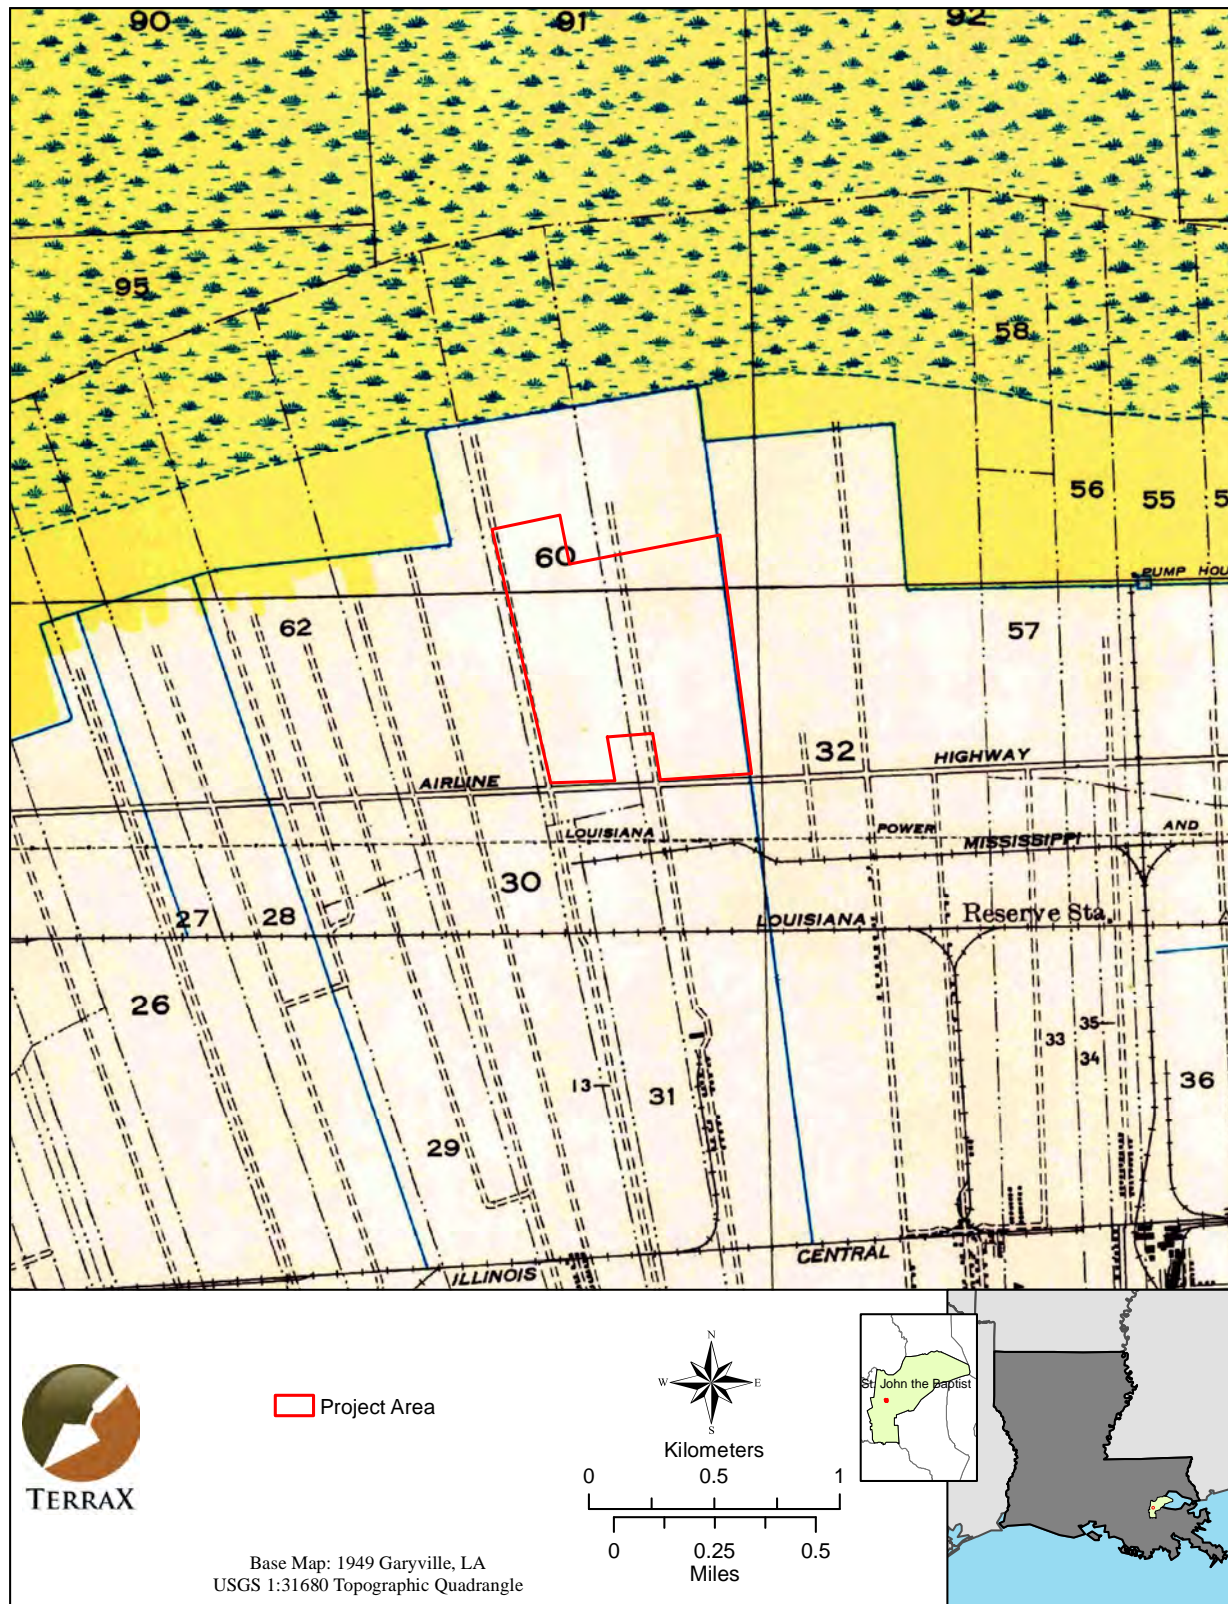 90 91 92
95
58
56 55 5
60
PUMP HOU
62 57
32
AIRLINE HIGHWAY
LOUISIANA POWER AND
MISSISSIPPI
30
27 28 LOUISIANA Reserve Sta.
26
33 35
34
13 31 36
29
ILLINOIS CENTRAL
TERRAX
Project Area
N
W E
S
Kilometers
0 0.5 1
0 0.25 0.5
Miles
Base Map: 1949 Garyville, LA
USGS 1:31680 Topographic Quadrangle
St. John the Baptist